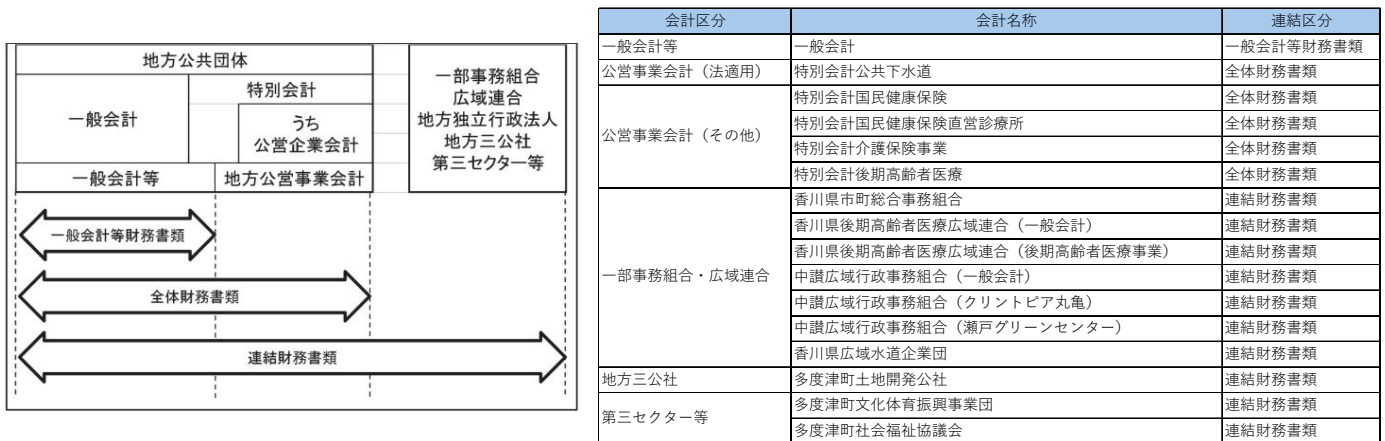 地方公共団体
一般会計
特別会計
うち
公営企業会計
一般会計等
地方公営事業会計
一部事務組合
広域連合
地方独立行政法人
地方三公社
第三セクター等
一般会計等財務書類
全体財務書類
連結財務書類
会計区分 会計名称 連結区分
一般会計等 一般会計 一般会計等財務書類
公営事業会計（法適用） 特別会計公共下水道 全体財務書類
公営事業会計（その他） 特別会計国民健康保険 全体財務書類
特別会計国民健康保険直営診療所 全体財務書類
特別会計介護保険事業 全体財務書類
特別会計後期高齢者医療 全体財務書類
一部事務組合・広域連合 香川県市町総合事務組合 連結財務書類
香川県後期高齢者医療広域連合（一般会計） 連結財務書類
香川県後期高齢者医療広域連合（後期高齢者医療事業） 連結財務書類
中讃広域行政事務組合（一般会計） 連結財務書類
中讃広域行政事務組合（クリントピア丸亀） 連結財務書類
中讃広域行政事務組合（瀬戸グリーンセンター） 連結財務書類
香川県広域水道企業団 連結財務書類
地方三公社 多度津町土地開発公社 連結財務書類
第三セクター等 多度津町文化体育振興事業団 連結財務書類
多度津町社会福祉協議会 連結財務書類